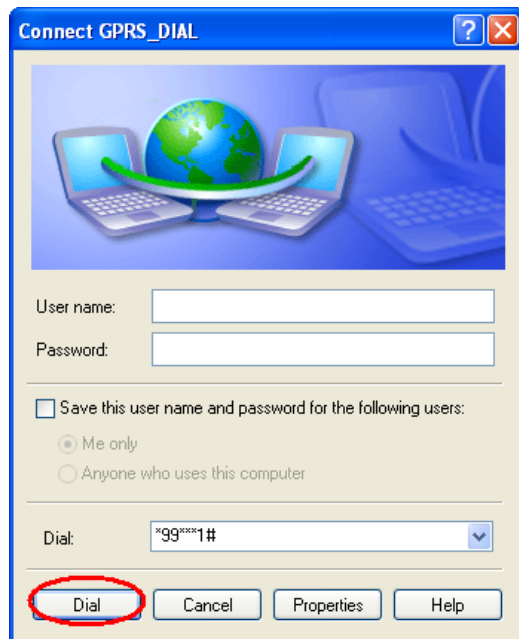 Connect GPRS_DIAL
User name:
Password:
Save this user name and password for the following users:
Me only
Anyone who uses this computer
Dial: *99***1#
Dial Cancel Properties Help